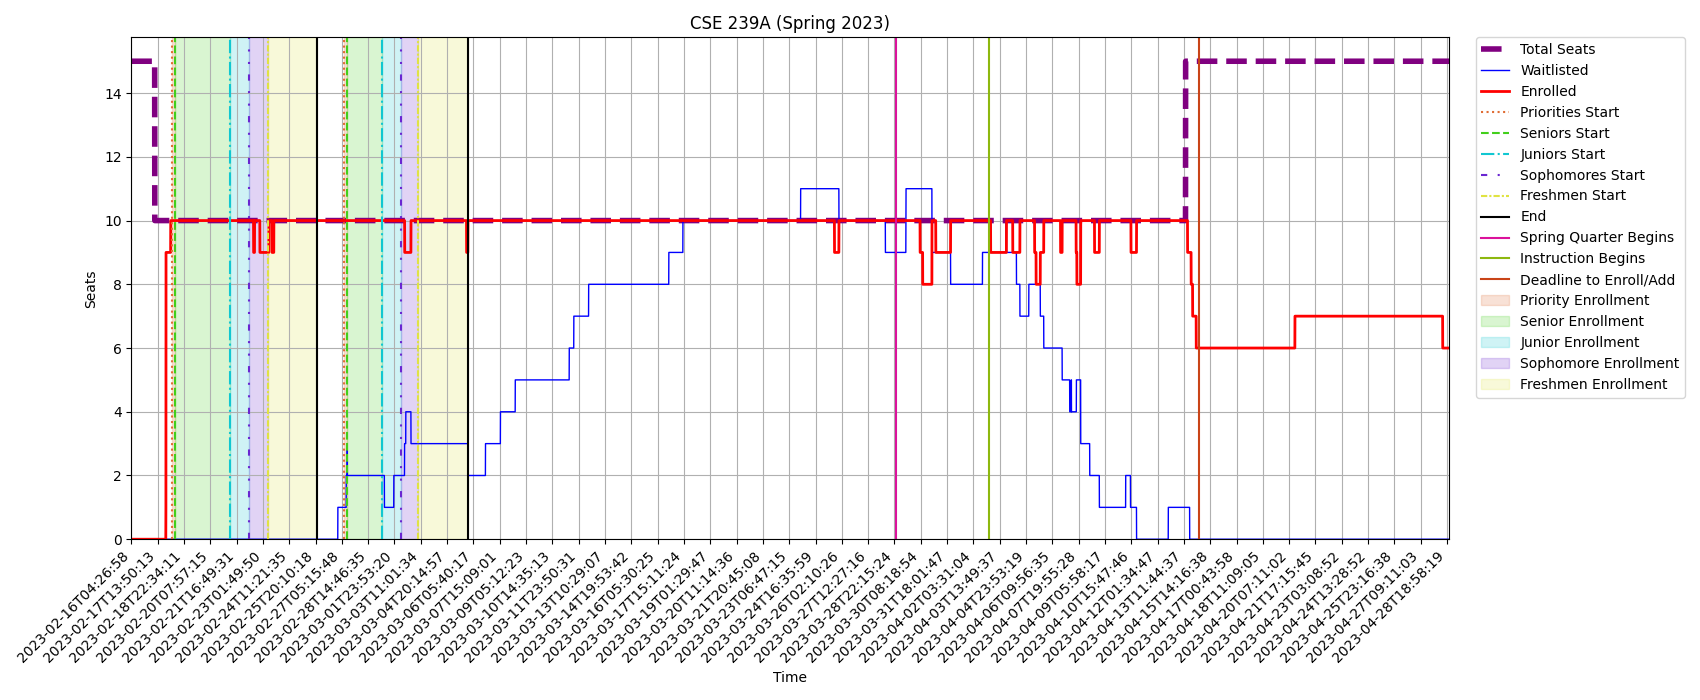 CSE 239A (Spring 2023)
Seats
14
12
10
8
6
4
2
0
2023-02-16T04:26:58
2023-02-17T13:50:13
2023-02-18T22:34:11
2023-02-20T07:57:15
2023-02-21T16:49:31
2023-02-23T01:49:50
2023-02-24T11:21:35
2023-02-25T20:10:18
2023-02-27T05:15:48
2023-02-28T14:46:35
2023-03-01T23:53:20
2023-03-03T11:01:34
2023-03-04T20:14:57
2023-03-06T05:40:17
2023-03-07T15:09:01
2023-03-09T05:12:23
2023-03-10T14:35:13
2023-03-11T23:50:31
2023-03-13T10:29:07
2023-03-14T19:53:42
2023-03-16T05:30:25
2023-03-17T15:11:24
2023-03-19T01:29:47
2023-03-20T11:14:36
2023-03-21T20:45:08
2023-03-23T06:47:15
2023-03-24T16:35:59
2023-03-26T02:10:26
2023-03-27T12:27:16
2023-03-28T22:15:24
2023-03-30T08:18:54
2023-03-31T18:01:47
2023-04-02T03:31:04
2023-04-03T13:49:37
2023-04-04T23:53:19
2023-04-06T09:56:35
2023-04-07T19:55:28
2023-04-09T05:58:17
2023-04-10T15:47:46
2023-04-12T01:34:47
2023-04-13T11:44:37
2023-04-15T14:16:38
2023-04-17T00:43:58
2023-04-18T11:09:05
2023-04-20T07:11:02
2023-04-21T17:15:45
2023-04-23T03:08:52
2023-04-24T13:28:52
2023-04-25T23:16:38
2023-04-27T09:11:03
2023-04-28T18:58:19
Time
Total Seats
Waitlisted
Enrolled
Priorities Start
Seniors Start
Juniors Start
Sophomores Start
Freshmen Start
End
Spring Quarter Begins
Instruction Begins
Deadline to Enroll/Add
Priority Enrollment
Senior Enrollment
Junior Enrollment
Sophomore Enrollment
Freshmen Enrollment